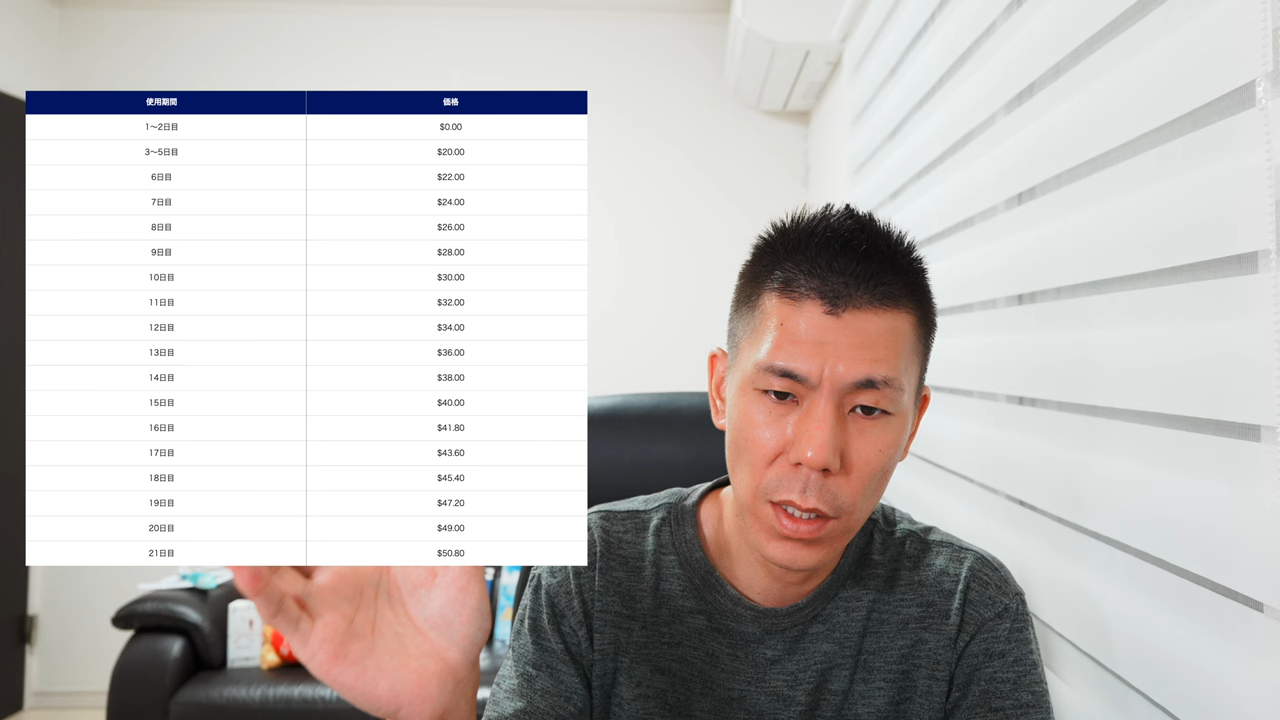 使用期間 価格
1〜2日目 $0.00
3〜5日目 $20.00
6日目 $22.00
7日目 $24.00
8日目 $26.00
9日目 $28.00
10日目 $30.00
11日目 $32.00
12日目 $34.00
13日目 $36.00
14日目 $38.00
15日目 $40.00
16日目 $41.80
17日目 $43.60
18日目 $45.40
19日目 $47.20
20日目 $49.00
21日目 $50.80